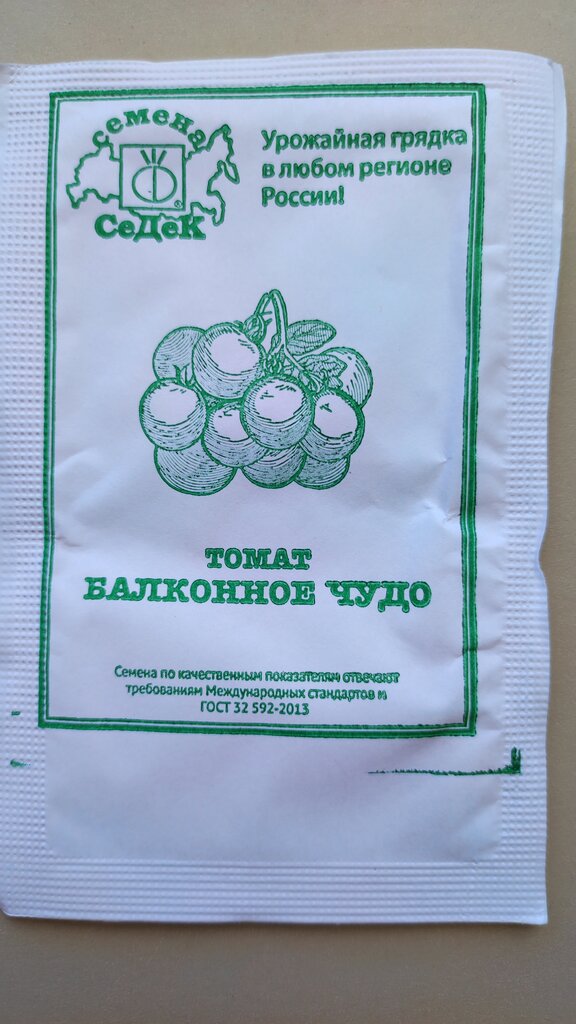 семена
СеДеК
Урожайная грядка
в любом регионе
России!
ТОМАТ
БАЛКОННОЕ ЧУДО
Семена по качественным показателям отвечают
требованиям Международных стандартов и
ГОСТ 32 592-2013